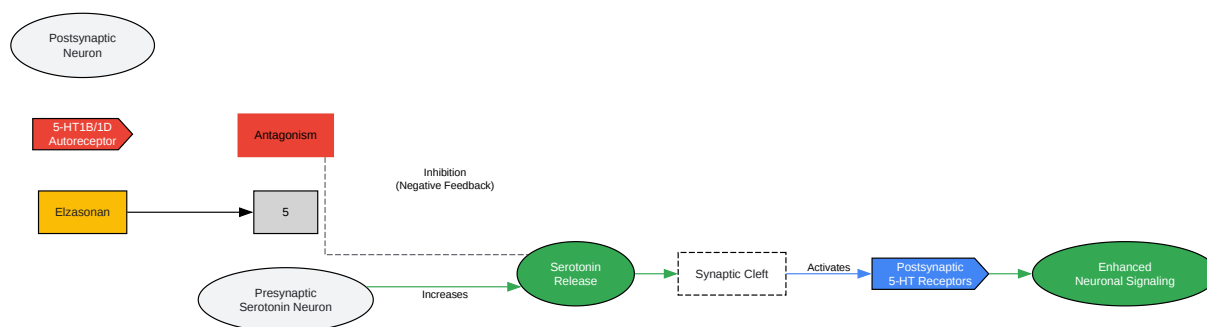 Postsynaptic
Neuron
5-HT1B/1D
Autoreceptor
Antagonism
Inhibition
(Negative Feedback)
Elzasonan
5
Serotonin
Release
Synaptic Cleft
Activates
Postsynaptic
5-HT Receptors
Enhanced
Neuronal Signaling
Presynaptic
Serotonin Neuron
Increases